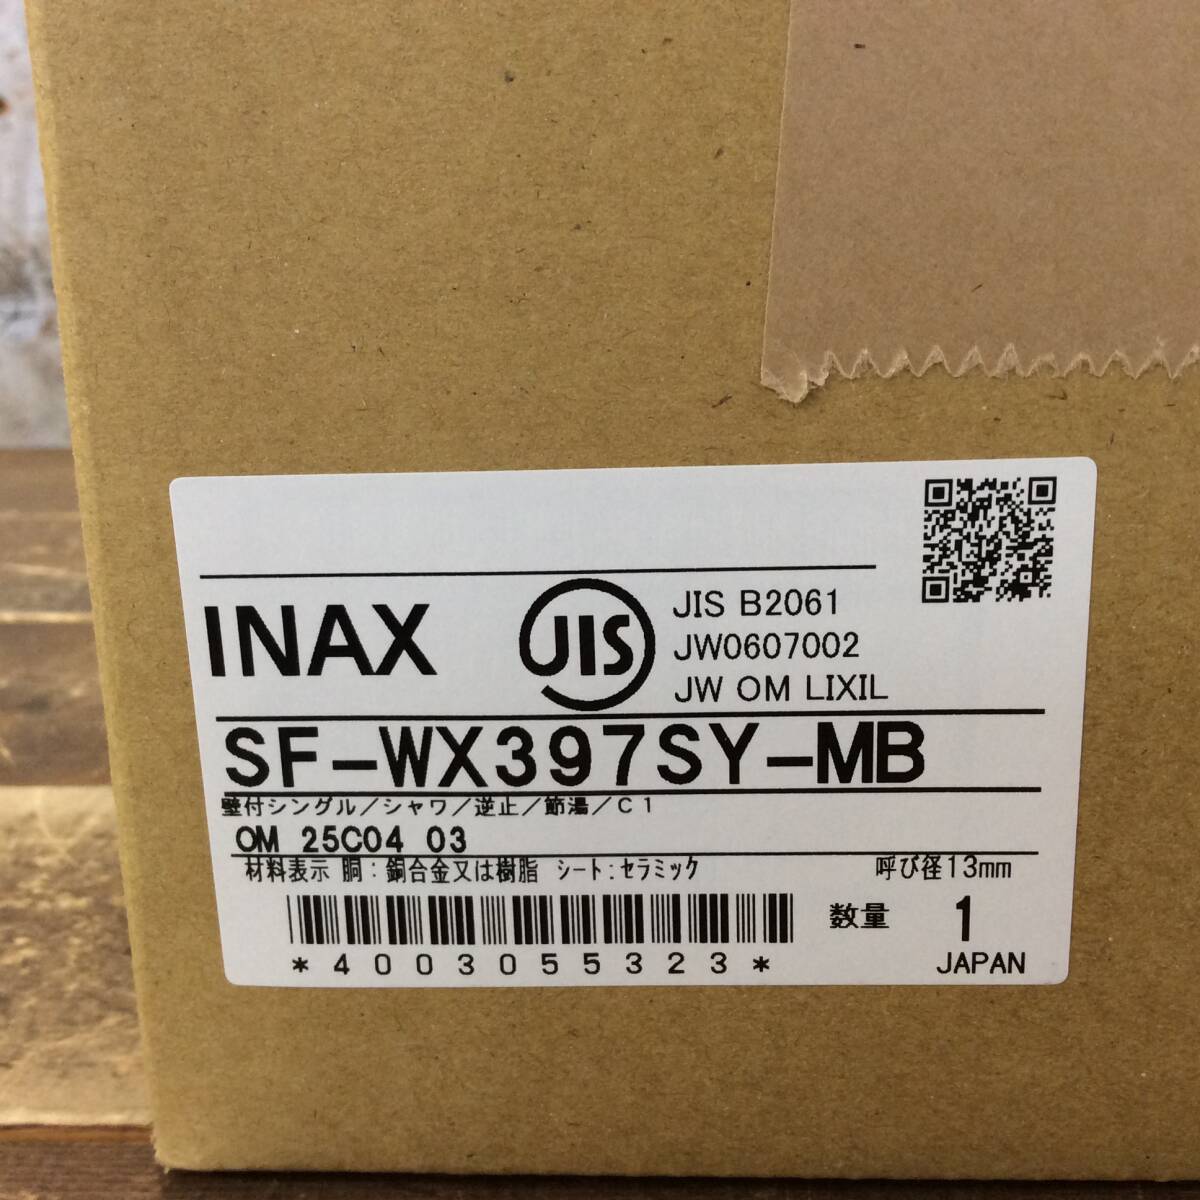 INAX
JIS
JIS B2061
JW0607002
JW OM LIXIL
SF-WX397SY-MB
壁付シングル/シャワ/逆止/節湯/C1
OM 25C04 03
材料表示 胴:銅合金又は樹脂 シート:セラミック 呼び径13mm
*4003055323*
数量 1
JAPAN